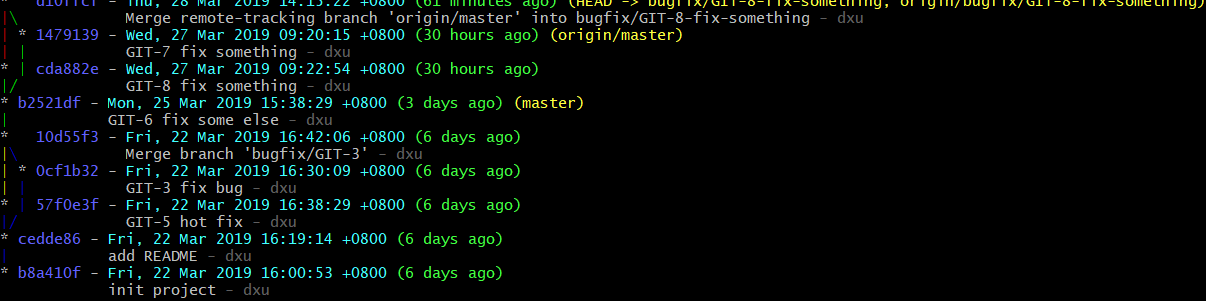 - Thu, 28 Mar 2019 14:15:22 +0800 (61 minutes ago) (HEAD -> bugfix/GIT-8-fix-something, origin/bugfix/GIT-8-fix-something)
|\ Merge remote-tracking branch 'origin/master' into bugfix/GIT-8-fix-something - dxu
| * 1479139 - Wed, 27 Mar 2019 09:20:15 +0800 (30 hours ago) (origin/master)
| | GIT-7 fix something - dxu
* | cda882e - Wed, 27 Mar 2019 09:22:54 +0800 (30 hours ago)
|/ GIT-8 fix something - dxu
* b2521df - Mon, 25 Mar 2019 15:38:29 +0800 (3 days ago) (master)
| GIT-6 fix some else - dxu
* 10d55f3 - Fri, 22 Mar 2019 16:42:06 +0800 (6 days ago)
|\ Merge branch 'bugfix/GIT-3' - dxu
| * 0cf1b32 - Fri, 22 Mar 2019 16:30:09 +0800 (6 days ago)
| | GIT-3 fix bug - dxu
* | 57f0e3f - Fri, 22 Mar 2019 16:38:29 +0800 (6 days ago)
|/ GIT-5 hot fix - dxu
* cedde86 - Fri, 22 Mar 2019 16:19:14 +0800 (6 days ago)
| add README - dxu
* b8a410f - Fri, 22 Mar 2019 16:00:53 +0800 (6 days ago)
init project - dxu